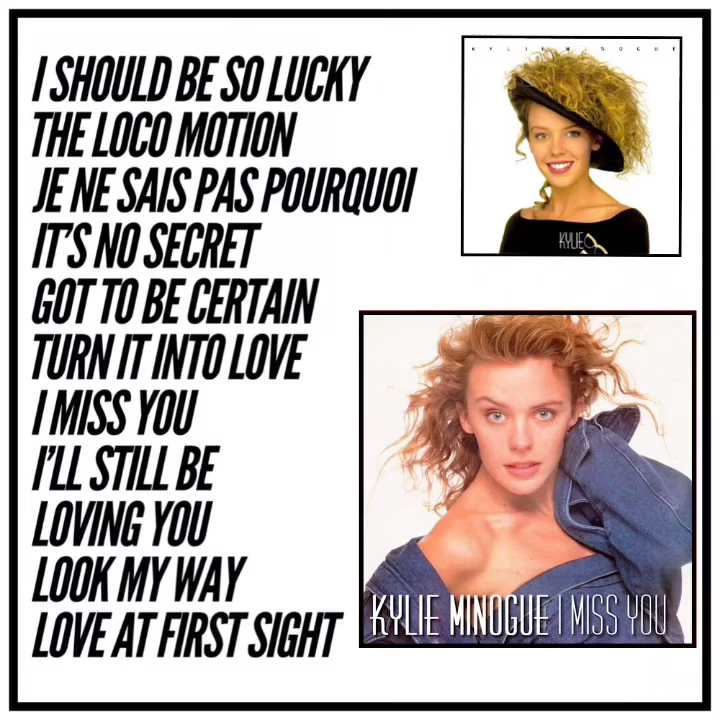 I SHOULD BE SO LUCKY
THE LOCO MOTION
JE NE SAIS PAS POURQUOI
IT'S NO SECRET
GOT TO BE CERTAIN
TURN IT INTO LOVE
I MISS YOU
I'LL STILL BE
LOVING YOU
LOOK MY WAY
LOVE AT FIRST SIGHT
KYLIE MINOGUE
KYLIE
KYLIE MINOGUE I MISS YOU